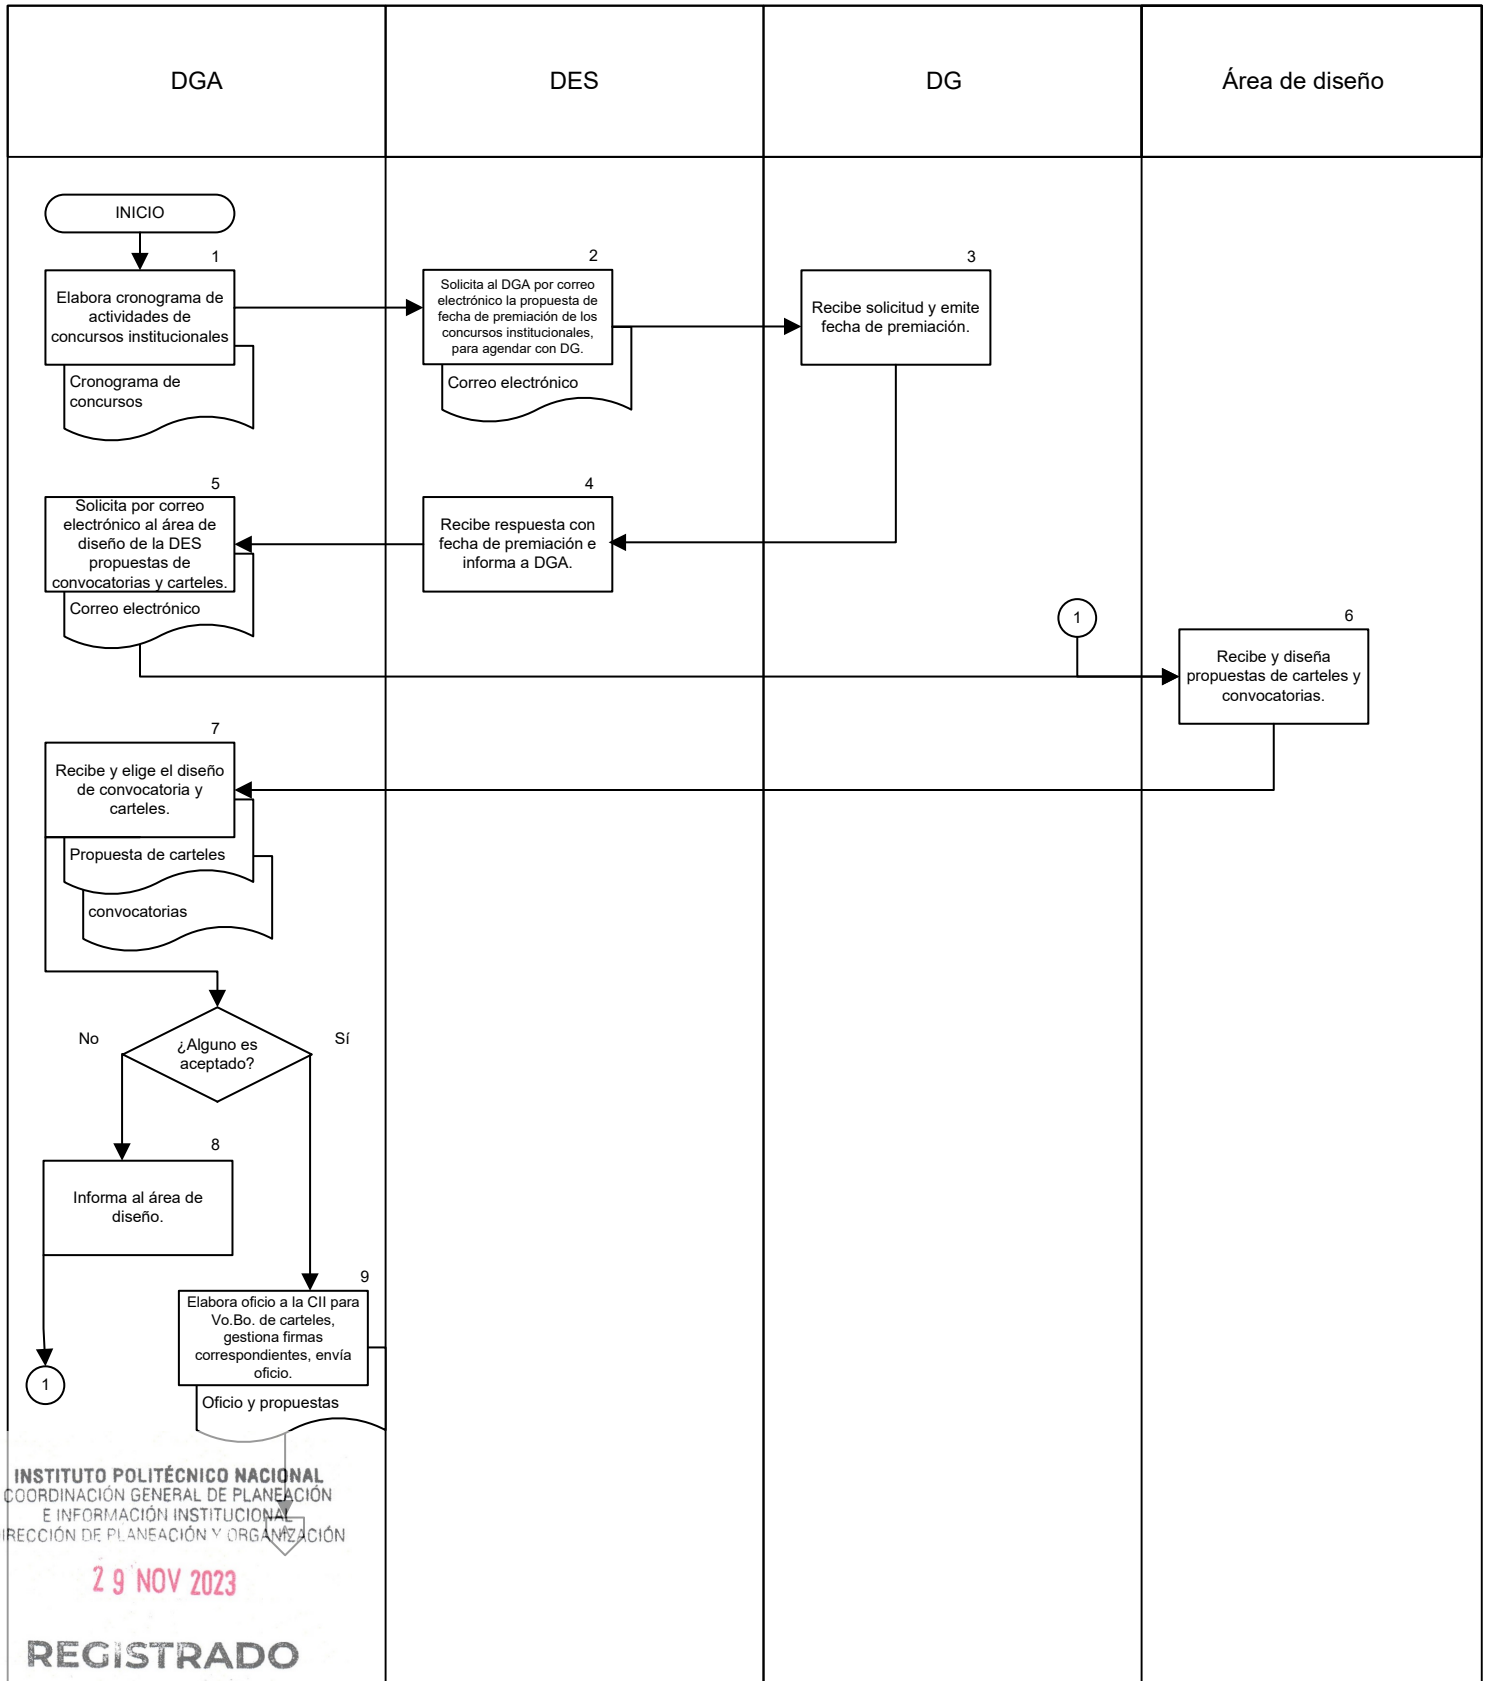 DGA
DES
DG
Área de diseño
INICIO
1
Elabora cronograma de
actividades de
concursos institucionales
Cronograma de
concursos
2
Solicita al DGA por correo
electrónico la propuesta de
fecha de premiación de los
concursos institucionales,
para agendar con DG.
Correo electrónico
3
Recibe solicitud y emite
fecha de premiación.
5
Solicita por correo
electrónico al área de
diseño de la DES
propuestas de
convocatorias y carteles.
Correo electrónico
4
Recibe respuesta con
fecha de premiación e
informa a DGA.
1
6
Recibe y diseña
propuestas de carteles y
convocatorias.
7
Recibe y elige el diseño
de convocatoria y
carteles.
Propuesta de carteles
convocatorias
No
¿Alguno es
aceptado?
Sí
8
Informa al área de
diseño.
1
9
Elabora oficio a la CII para
Vo.Bo. de carteles,
gestiona firmas
correspondientes, envía
oficio.
Oficio y propuestas
INSTITUTO POLITÉCNICO NACIONAL
COORDINACIÓN GENERAL DE PLANEACIÓN
E INFORMACIÓN INSTITUCIONAL
IRECCIÓN DE PLANEACIÓN Y ORGANIZACIÓN
A
29 NOV 2023
REGISTRADO